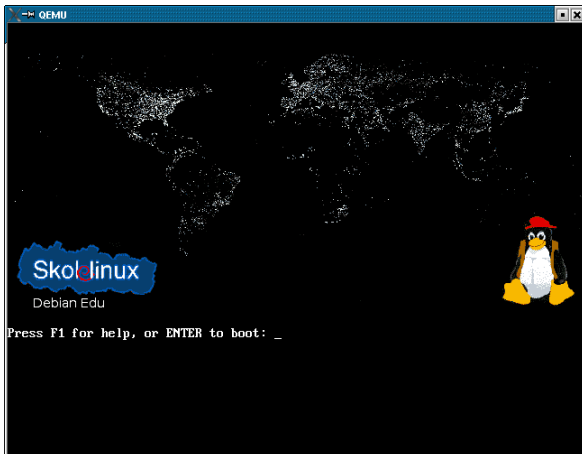 QEMU
Skolelinux
Debian Edu
Press F1 for help, or ENTER to boot: _